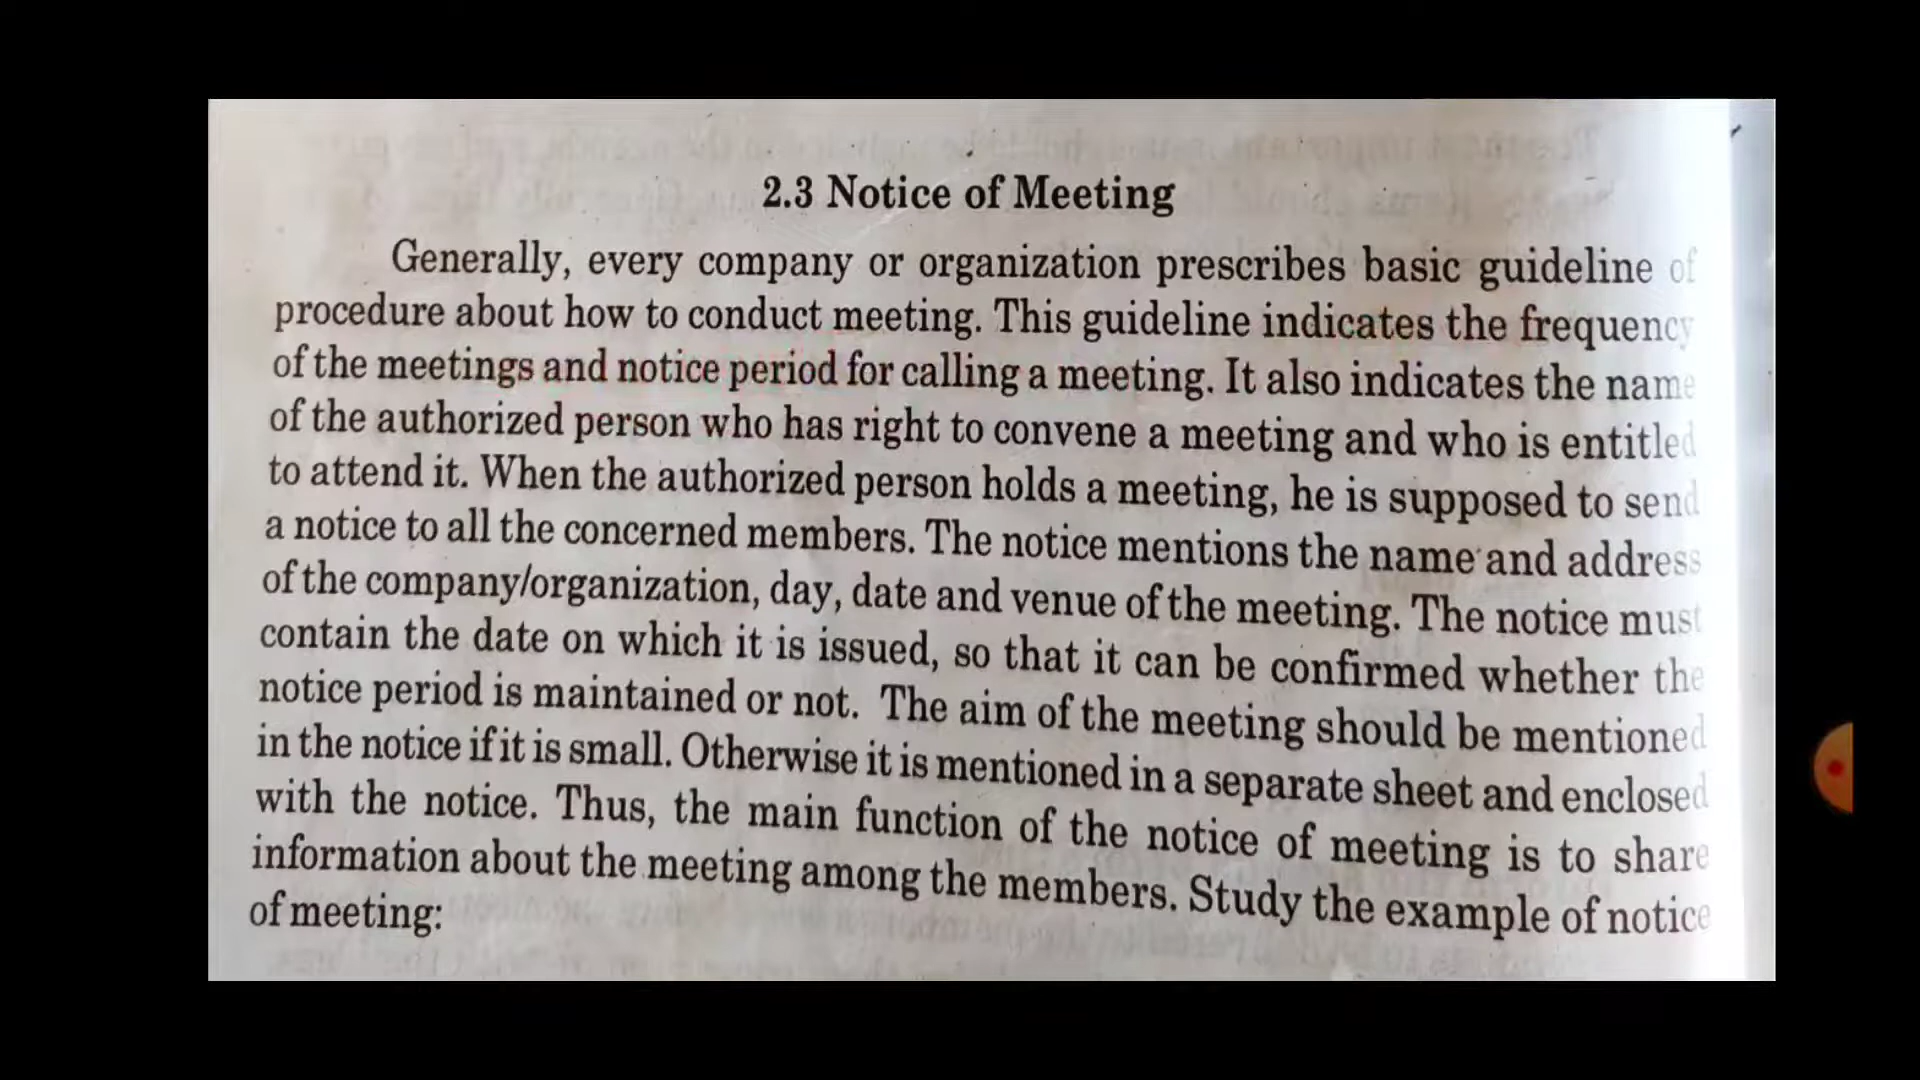 2.3 Notice of Meeting
Generally, every company or organization prescribes basic guideline of
procedure about how to conduct meeting. This guideline indicates the frequency
of the meetings and notice period for calling a meeting. It also indicates the name
of the authorized person who has right to convene a meeting and who is entitled
to attend it. When the authorized person holds a meeting, he is supposed to send
a notice to all the concerned members. The notice mentions the name and address
of the company/organization, day, date and venue of the meeting. The notice must
contain the date on which it is issued, so that it can be confirmed whether the
notice period is maintained or not. The aim of the meeting should be mentioned
in the notice if it is small. Otherwise it is mentioned in a separate sheet and enclosed
with the notice. Thus, the main function of the notice of meeting is to share
information about the meeting among the members. Study the example of notice
of meeting: